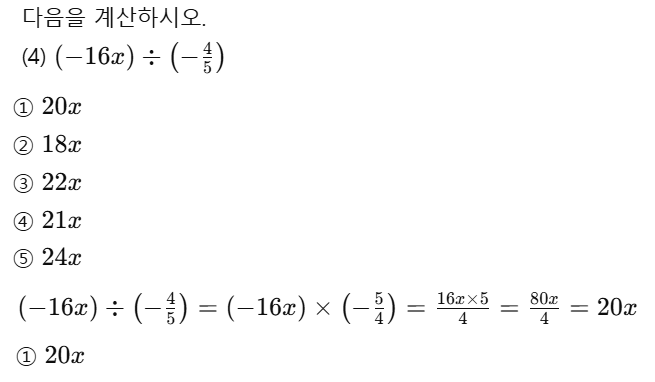 다음을 계산하시오.
(4) (−16x) ÷ (−4/5)
① 20x
② 18x
③ 22x
④ 21x
⑤ 24x
(−16x) ÷ (−4/5) = (−16x) × (−5/4) = 16x×5/4 = 80x/4 = 20x
① 20x